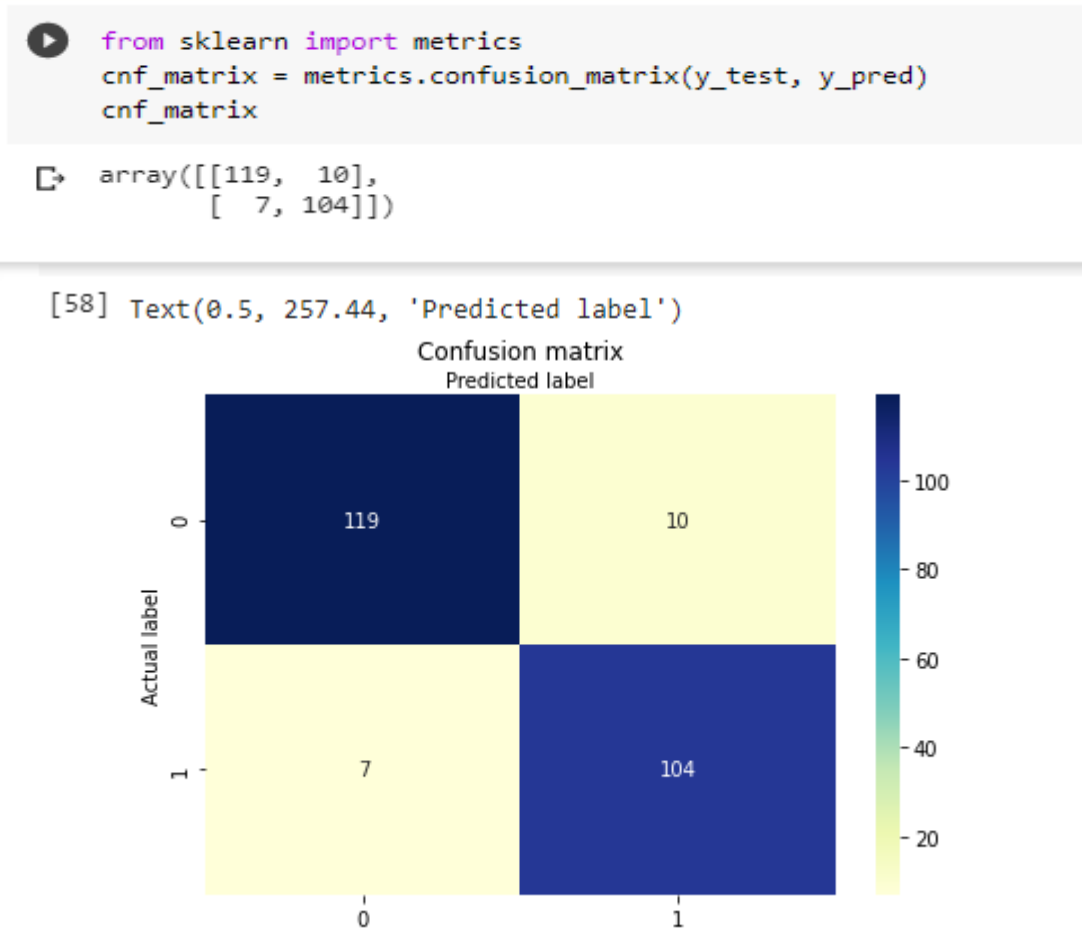 from sklearn import metrics
cnf_matrix = metrics.confusion_matrix(y_test, y_pred)
cnf_matrix
array([[119,  10],
       [  7, 104]])
[58] Text(0.5, 257.44, 'Predicted label')
Confusion matrix
Predicted label
119
10
7
104
0
1
Actual label
0
1
100
80
60
40
20